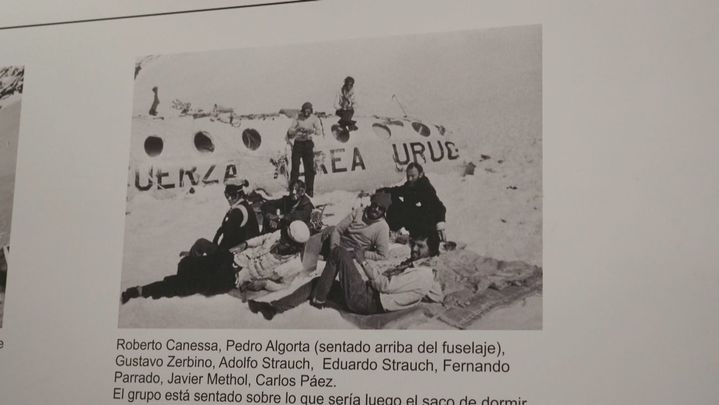 FUERZA AEREA URUG
Roberto Canessa, Pedro Algorta (sentado arriba del fuselaje),
Gustavo Zerbino, Adolfo Strauch, Eduardo Strauch, Fernando
Parrado, Javier Methol, Carlos Páez.
El grupo está sentado sobre lo que sería luego el saco de dormir